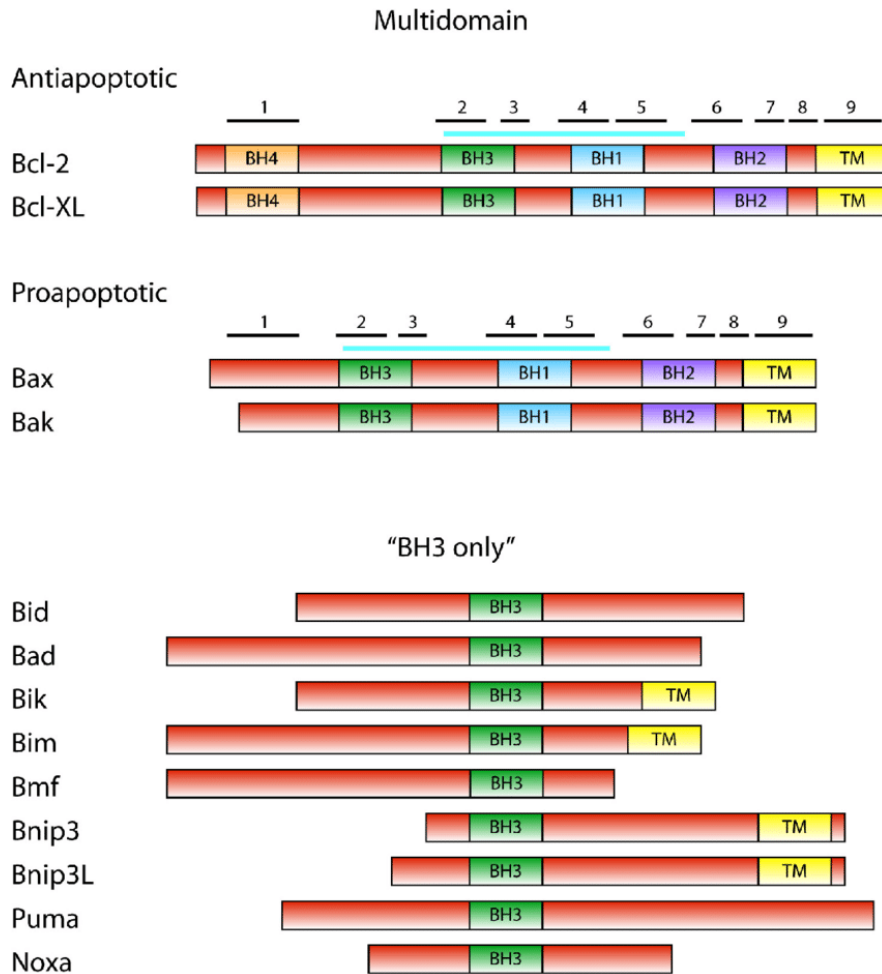 Multidomain
Antiapoptotic
1 2 3 4 5 6 7 8 9
Bcl-2 BH4 BH3 BH1 BH2 TM
Bcl-XL BH4 BH3 BH1 BH2 TM
Proapoptotic
1 2 3 4 5 6 7 8 9
Bax BH3 BH1 BH2 TM
Bak BH3 BH1 BH2 TM
“BH3 only”
Bid BH3
Bad BH3
Bik BH3 TM
Bim BH3 TM
Bmf BH3
Bnip3 BH3 TM
Bnip3L BH3 TM
Puma BH3
Noxa BH3